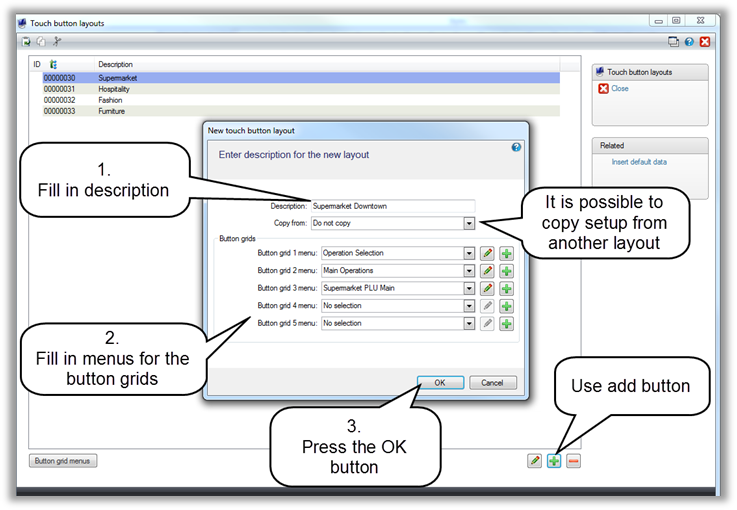 Touch button layouts
ID
Description
00000030 Supermarket
00000031 Hospitality
00000032 Fashion
00000033 Furniture
Touch button layouts
Close
Related
Insert default data
New touch button layout
Enter description for the new layout
Description: Supermarket Downtown
Copy from: Do not copy
Button grids
Button grid 1 menu: Operation Selection
Button grid 2 menu: Main Operations
Button grid 3 menu: Supermarket PLU Main
Button grid 4 menu: No selection
Button grid 5 menu: No selection
OK
Cancel
1.
Fill in description
It is possible to
copy setup from
another layout
2.
Fill in menus for the
button grids
3.
Press the OK
button
Use add button
Button grid menus